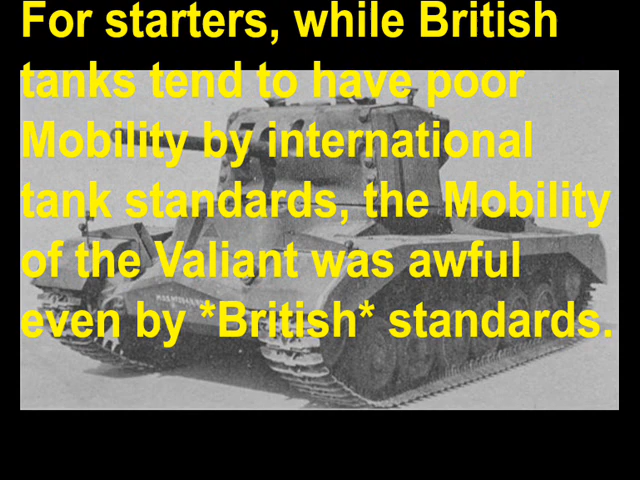 For starters, while British
tanks tend to have poor
Mobility by international
tank standards, the Mobility
of the Valiant was awful
even by *British* standards.